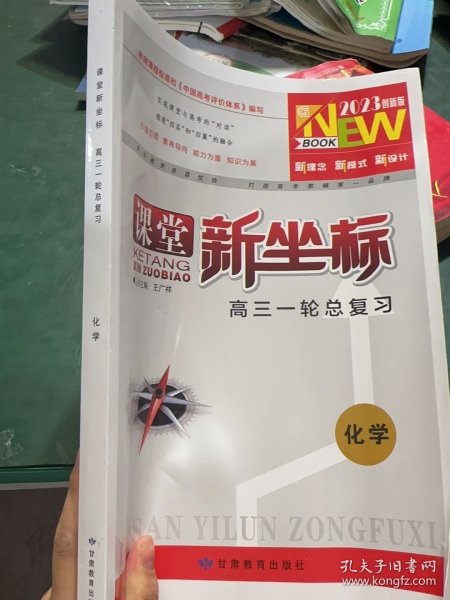 依据课程标准的《中国高考评价体系》编写
实现课堂与高考的“对话”
推进“四层”和“四翼”的融合
价值引领 素养导向 能力为重 知识为基
打造高考教辅第一品牌
2023创新版
NEW
BOOK
新理念 新模式 新设计
课堂
新坐标
KETANG
XIN ZUOBIAO
主编:王广祥
高三一轮总复习
化学
SAN YILUN ZONGFUXI
甘肃教育出版社
课堂新坐标 高三一轮总复习
化学
甘肃教育出版社
孔夫子旧书网
www.kongfz.com